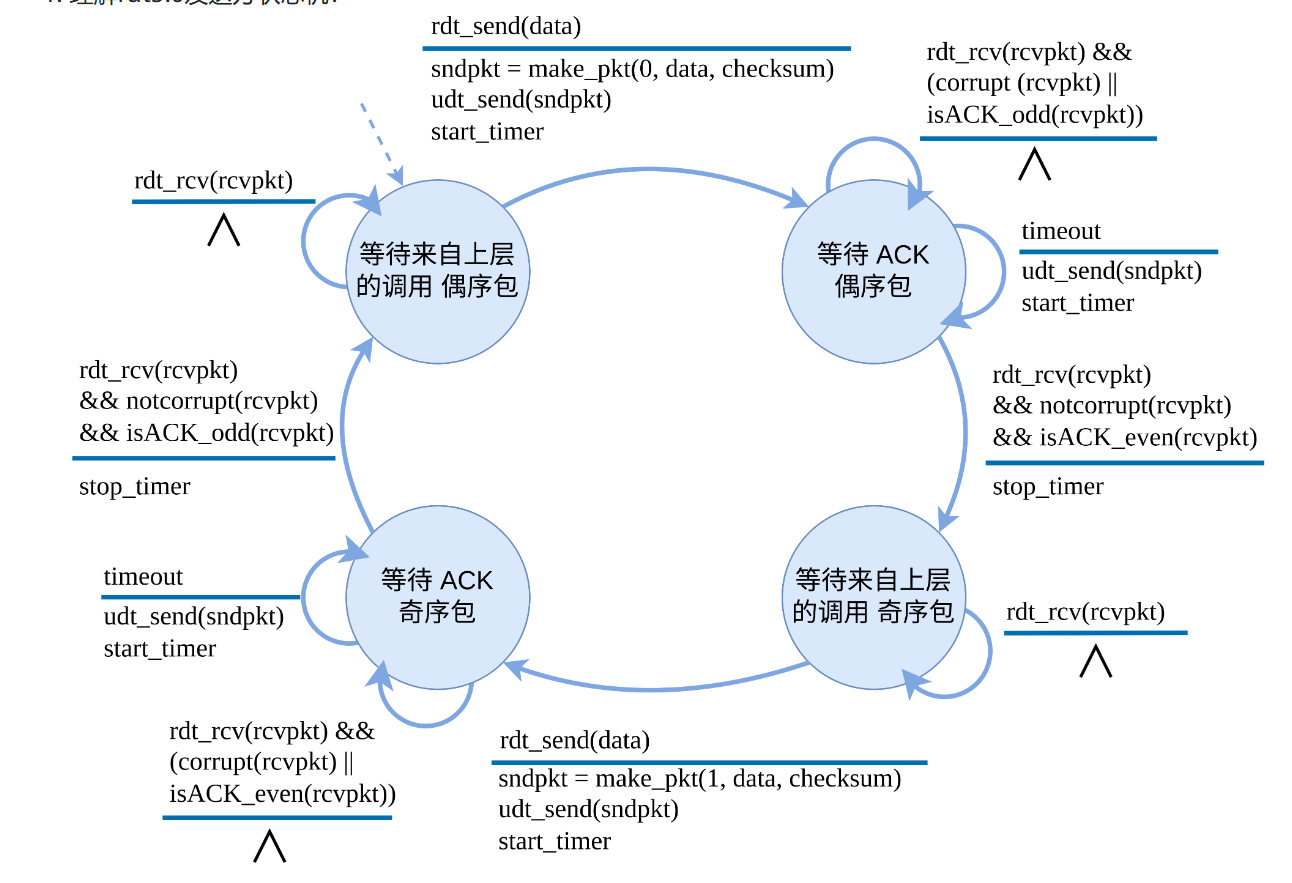 rdt_send(data)
sndpkt = make_pkt(0, data, checksum)
udt_send(sndpkt)
start_timer
rdt_rcv(rcvpkt) &&
(corrupt (rcvpkt) ||
isACK_odd(rcvpkt))
Λ
rdt_rcv(rcvpkt)
Λ
等待来自上层
的调用 偶序包
等待 ACK
偶序包
timeout
udt_send(sndpkt)
start_timer
rdt_rcv(rcvpkt)
&& notcorrupt(rcvpkt)
&& isACK_odd(rcvpkt)
stop_timer
rdt_rcv(rcvpkt)
&& notcorrupt(rcvpkt)
&& isACK_even(rcvpkt)
stop_timer
timeout
udt_send(sndpkt)
start_timer
等待 ACK
奇序包
等待来自上层
的调用 奇序包
rdt_rcv(rcvpkt)
Λ
rdt_rcv(rcvpkt) &&
(corrupt(rcvpkt) ||
isACK_even(rcvpkt))
Λ
rdt_send(data)
sndpkt = make_pkt(1, data, checksum)
udt_send(sndpkt)
start_timer